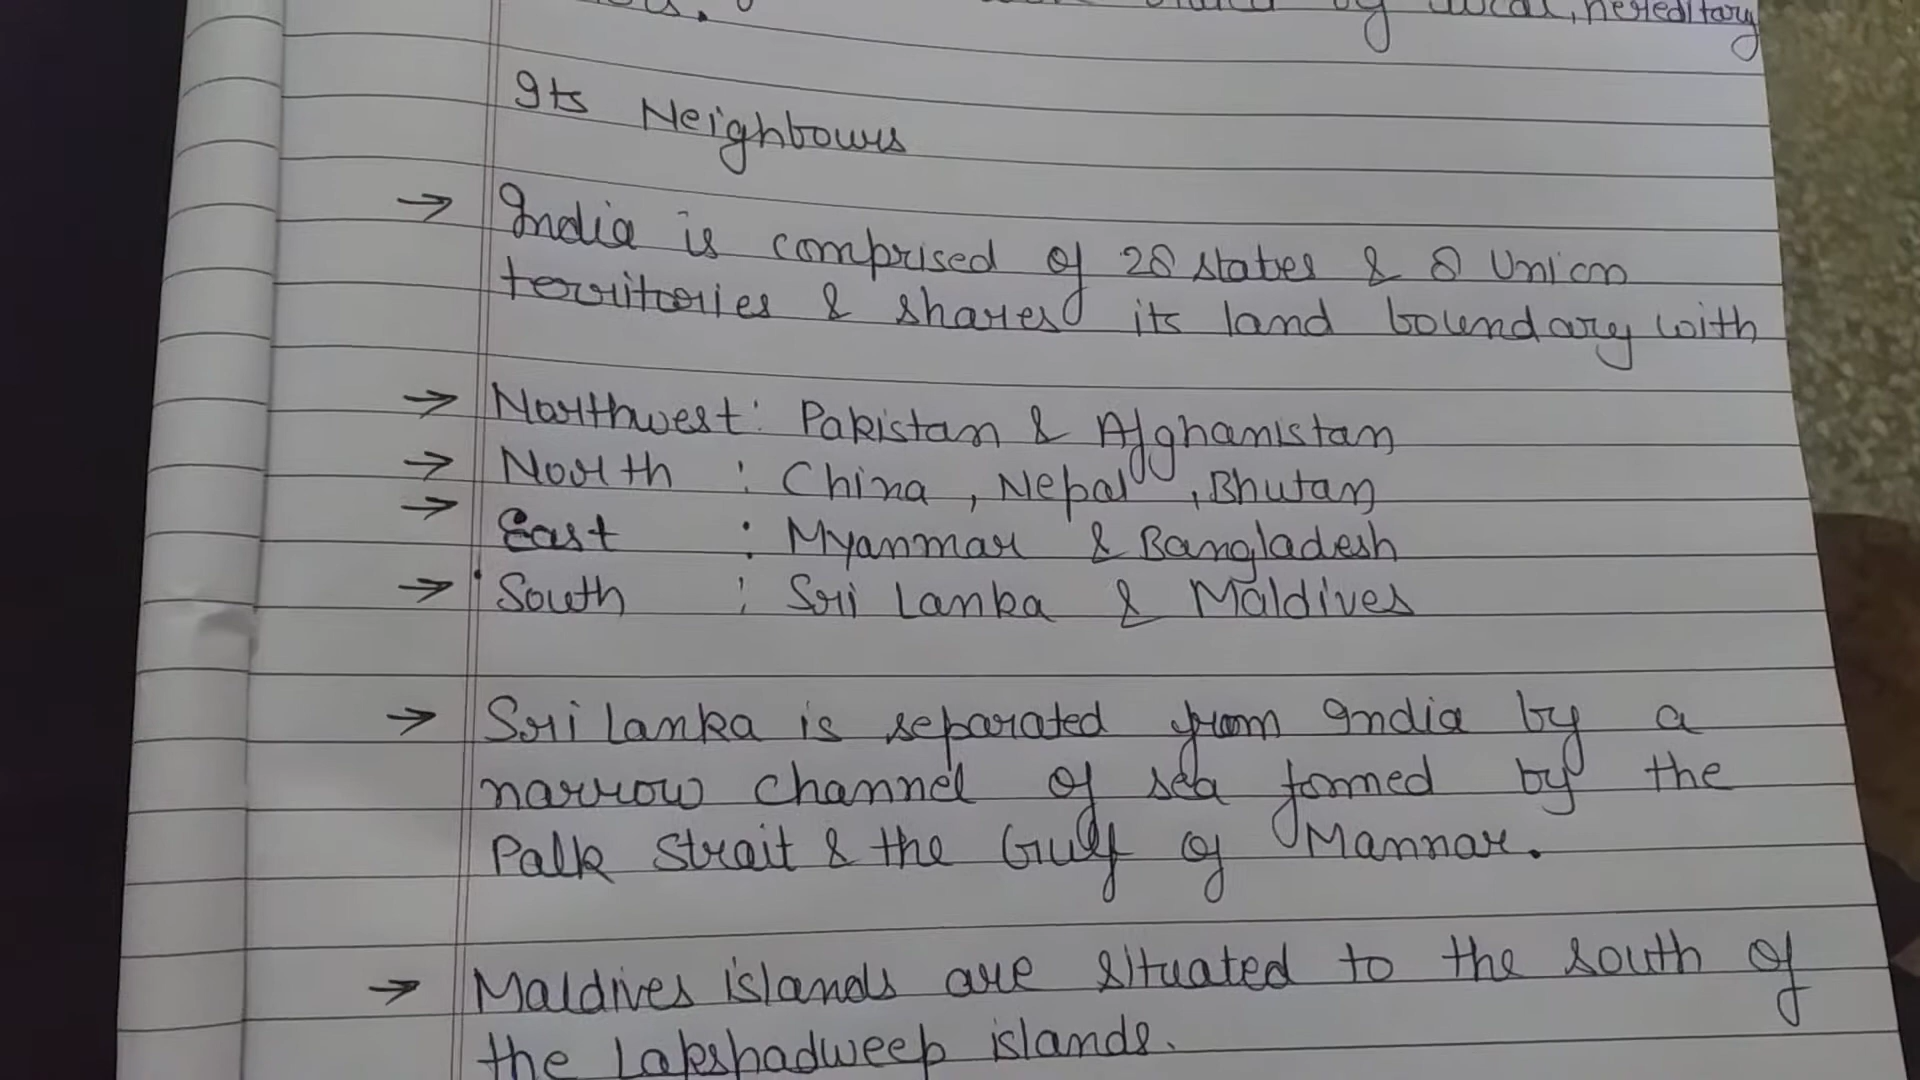 by local, hereditary
Its Neighbours
→ India is comprised of 28 states & 8 Union
territories & shares its land boundary with
→ Northwest: Pakistan & Afghanistan
→ North : China, Nepal, Bhutan
→ East : Myanmar & Bangladesh
→ South : Sri Lanka & Maldives
→ Sri Lanka is separated from India by a
narrow channel of sea formed by the
Palk Strait & the Gulf of Mannar.
→ Maldives islands are situated to the south of
the Lakshadweep islands.